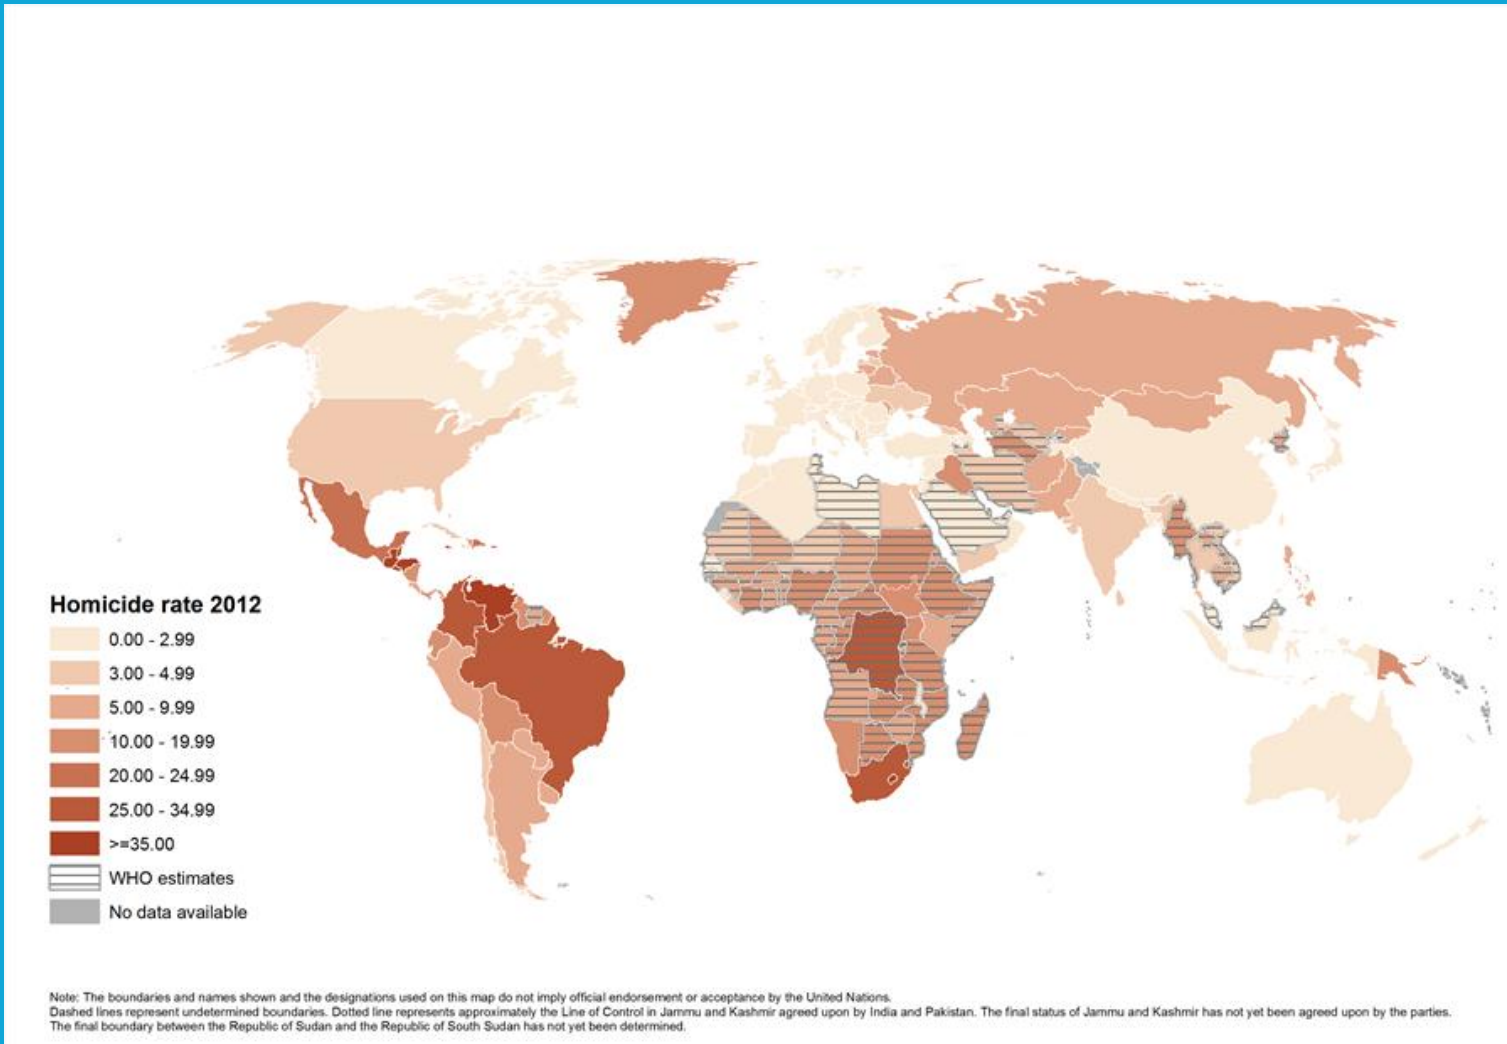 Homicide rate 2012
0.00 - 2.99
3.00 - 4.99
5.00 - 9.99
10.00 - 19.99
20.00 - 24.99
25.00 - 34.99
>=35.00
WHO estimates
No data available
Note: The boundaries and names shown and the designations used on this map do not imply official endorsement or acceptance by the United Nations.
Dashed lines represent undetermined boundaries. Dotted line represents approximately the Line of Control in Jammu and Kashmir agreed upon by India and Pakistan. The final status of Jammu and Kashmir has not yet been agreed upon by the parties.
The final boundary between the Republic of Sudan and the Republic of South Sudan has not yet been determined.